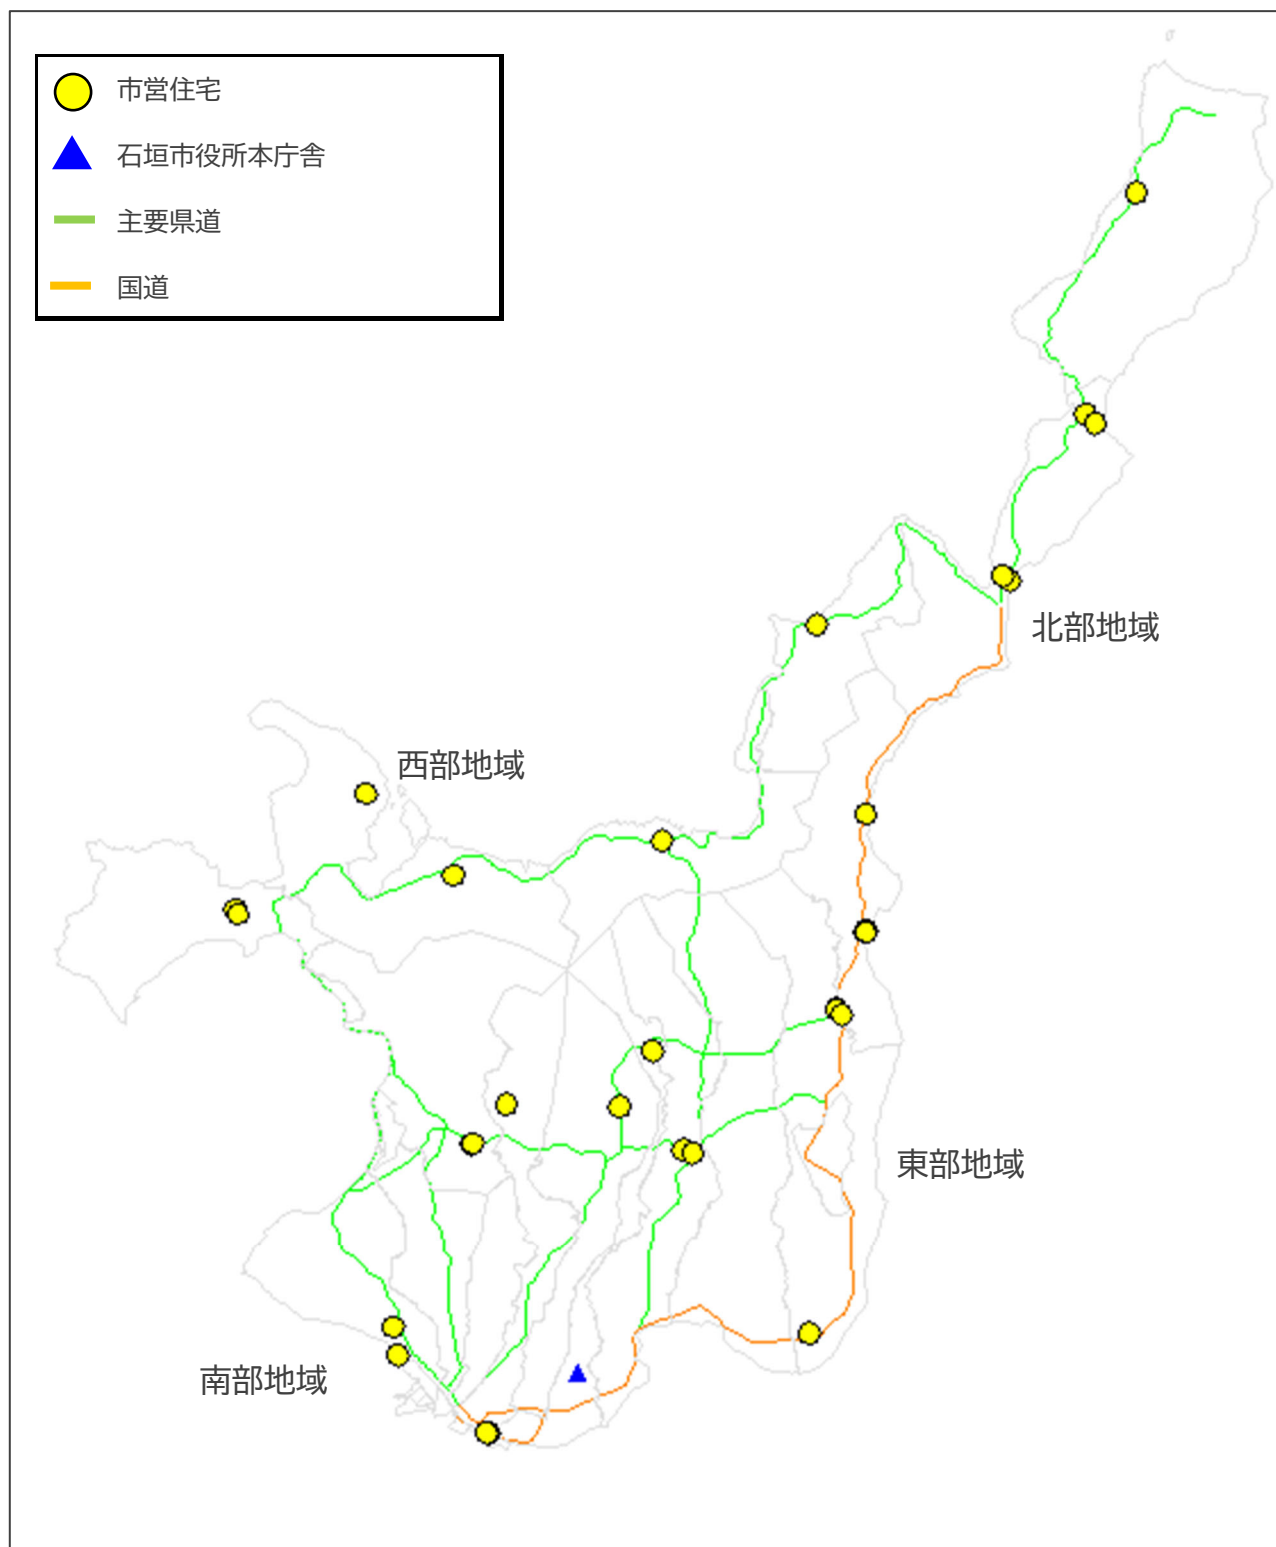 市営住宅
石垣市役所本庁舎
主要県道
国道
北部地域
西部地域
東部地域
南部地域